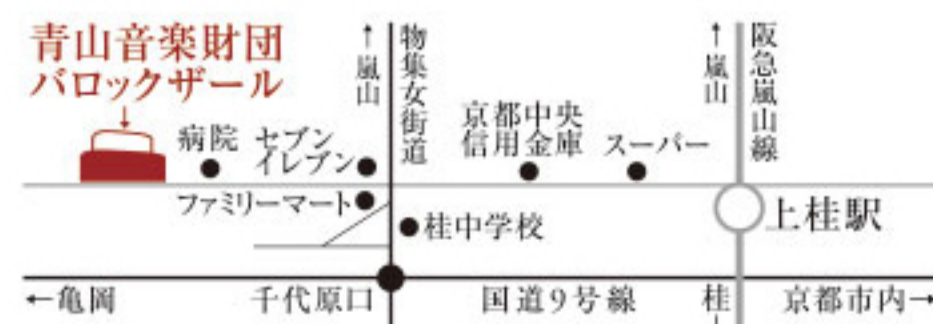 青山音楽財団
バロックザール
病院
セブン
イレブン
ファミリーマート
↑嵐山
物集女街道
京都中央
信用金庫
スーパー
↑嵐山
阪急嵐山線
上桂駅
桂中学校
←亀岡
千代原口
国道9号線
桂
京都市内→